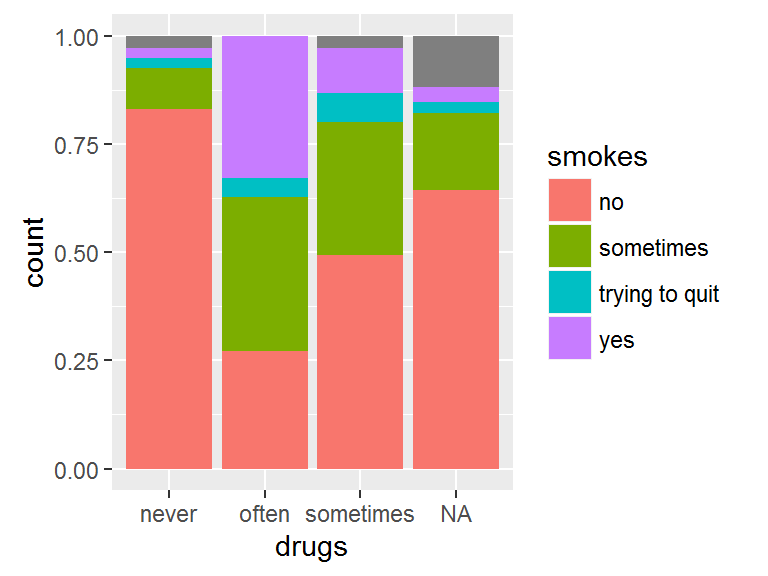 count
1.00
0.75
0.50
0.25
0.00
never often sometimes NA
drugs
smokes
no
sometimes
trying to quit
yes